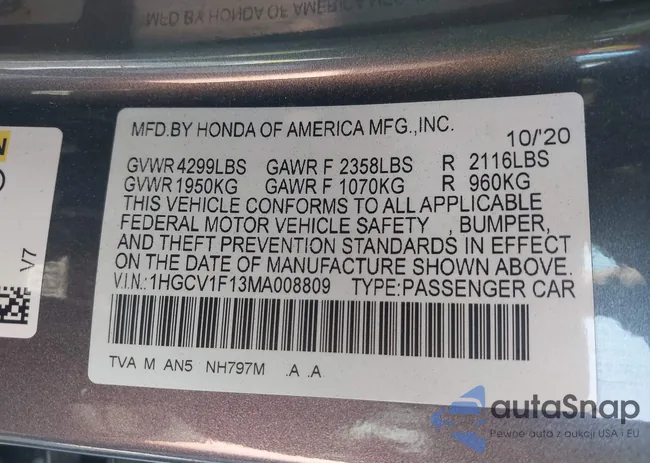 MFD.BY HONDA OF AMERICA MFG.,INC.
10/'20
GVWR 4299LBS GAWR F 2358LBS R 2116LBS
GVWR 1950KG GAWR F 1070KG R 960KG
THIS VEHICLE CONFORMS TO ALL APPLICABLE
FEDERAL MOTOR VEHICLE SAFETY , BUMPER,
AND THEFT PREVENTION STANDARDS IN EFFECT
ON THE DATE OF MANUFACTURE SHOWN ABOVE.
V.I.N.:1HGCV1F13MA008809 TYPE:PASSENGER CAR
TVA M AN5 NH797M .A .A
V7
autaSnap
Pewne auta z aukcji USA i EU